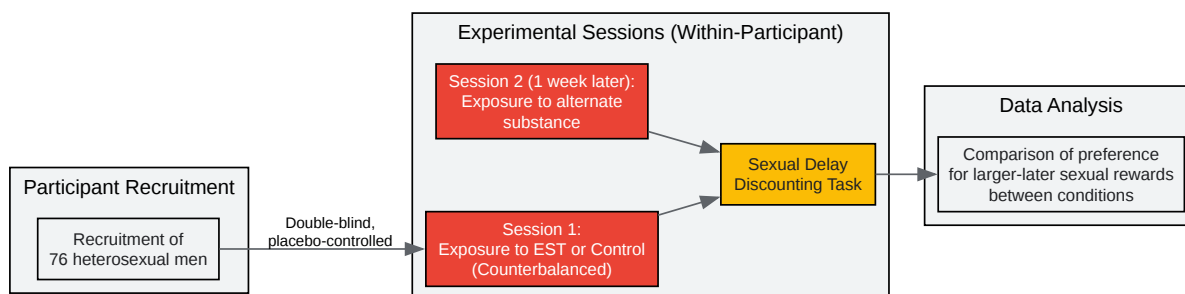 Participant Recruitment
Recruitment of
76 heterosexual men
Double-blind,
placebo-controlled
Experimental Sessions (Within-Participant)
Session 2 (1 week later):
Exposure to alternate
substance
Session 1:
Exposure to EST or Control
(Counterbalanced)
Sexual Delay
Discounting Task
Data Analysis
Comparison of preference
for larger-later sexual rewards
between conditions